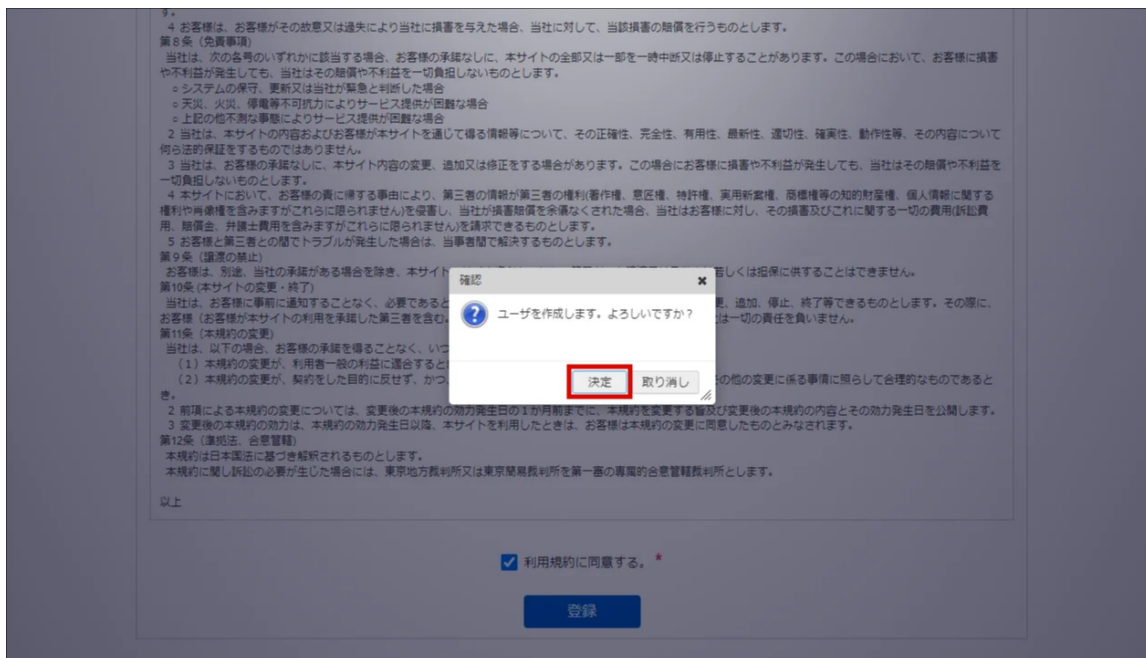 す。
4 お客様は、お客様がその故意又は過失により当社に損害を与えた場合、当社に対して、当該損害の賠償を行うものとします。
第8条（免責事項）
当社は、次の各号のいずれかに該当する場合、お客様の承諾なしに、本サイトの全部又は一部を一時中断又は停止することがあります。この場合において、お客様に損害
や不利益が発生しても、当社はその賠償や不利益を一切負担しないものとします。
○システムの保守、更新又は当社が緊急と判断した場合
○天災、火災、停電等不可抗力によりサービス提供が困難な場合
○上記の他不測な事態によりサービス提供が困難な場合
2 当社は、本サイトの内容およびお客様が本サイトを通じて得る情報等について、その正確性、完全性、有用性、最新性、適切性、確実性、動作性等、その内容について
何ら法的保証をするものではありません。
3 当社は、お客様の承諾なしに、本サイト内容の変更、追加又は修正をする場合があります。この場合にお客様に損害や不利益が発生しても、当社はその賠償や不利益を
一切負担しないものとします。
4 本サイトにおいて、お客様の責に帰する事由により、第三者の情報が第三者の権利(著作権、意匠権、特許権、実用新案権、商標権等の知的財産権、個人情報に関する
権利や肖像権を含みますがこれらに限られません)を侵害し、当社が損害賠償を余儀なくされた場合、当社はお客様に対し、その損害及びこれに関する一切の費用(訴訟費
用、賠償金、弁護士費用を含みますがこれらに限られません)を請求できるものとします。
5 お客様と第三者との間でトラブルが発生した場合は、当事者間で解決するものとします。
第9条（譲渡の禁止）
お客様は、別途、当社の承諾がある場合を除き、本サイト 若しくは担保に供することはできません。
第10条(本サイトの変更・終了)
当社は、お客様に事前に通知することなく、必要であると 更、追加、停止、終了等できるものとします。その際に、
お客様（お客様が本サイトの利用を承諾した第三者を含む。 は一切の責任を負いません。
第11条（本規約の変更）
当社は、以下の場合、お客様の承諾を得ることなく、いつ
（1）本規約の変更が、利用者一般の利益に適合すると
（2）本規約の変更が、契約をした目的に反せず、かつ、 の他の変更に係る事情に照らして合理的なものであると
き。
2 前項による本規約の変更については、変更後の本規約の効力発生日の1か月前までに、本規約を変更する旨及び変更後の本規約の内容とその効力発生日を公開します。
3 変更後の本規約の効力は、本規約の効力発生日以降、本サイトを利用したときは、お客様は本規約の変更に同意したものとみなされます。
第12条（準拠法、合意管轄）
本規約は日本国法に基づき解釈されるものとします。
本規約に関し訴訟の必要が生じた場合には、東京地方裁判所又は東京簡易裁判所を第一審の専属的合意管轄裁判所とします。
以上
確認
ユーザを作成します。よろしいですか？
決定 取り消し
利用規約に同意する。*
登録